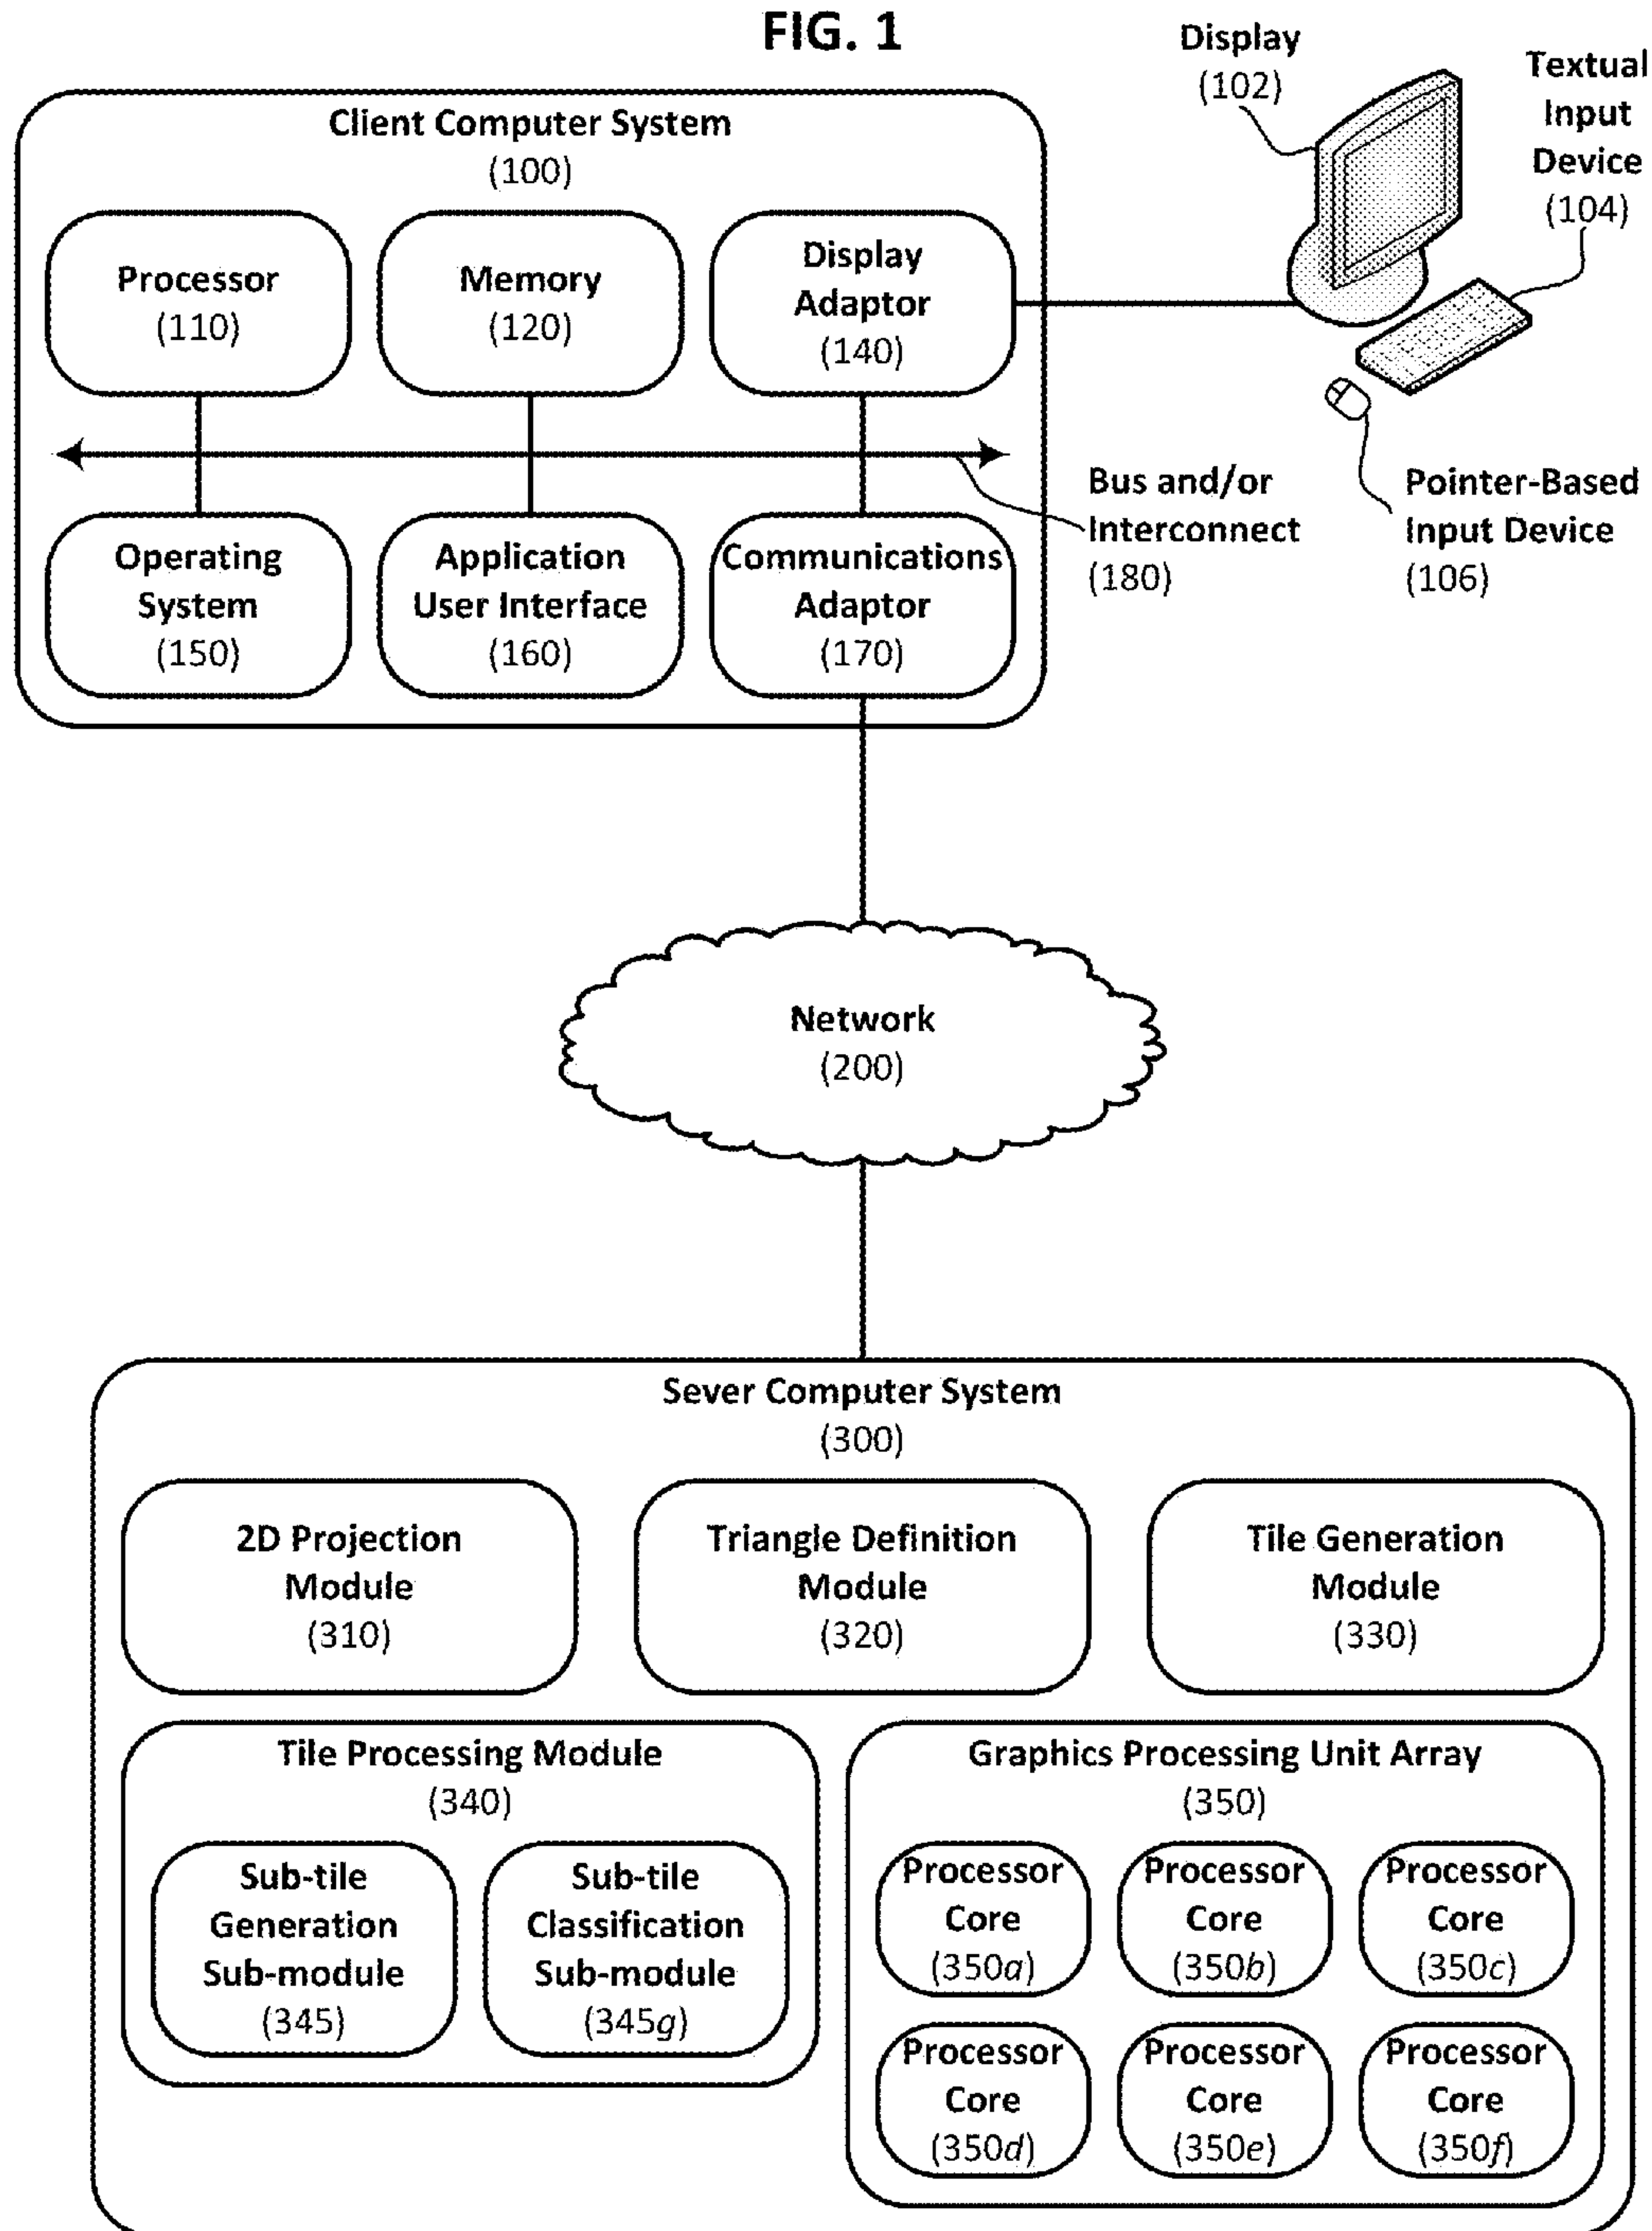 FIG. 1
Display
(102)
Textual
Input
Device
(104)
Client Computer System
(100)
Processor
(110)
Memory
(120)
Display
Adaptor
(140)
Bus and/or
Interconnect
(180)
Pointer-Based
Input Device
(106)
Operating
System
(150)
Application
User Interface
(160)
Communications
Adaptor
(170)
Network
(200)
Sever Computer System
(300)
2D Projection
Module
(310)
Triangle Definition
Module
(320)
Tile Generation
Module
(330)
Tile Processing Module
(340)
Sub-tile
Generation
Sub-module
(345)
Sub-tile
Classification
Sub-module
(345g)
Graphics Processing Unit Array
(350)
Processor
Core
(350a)
Processor
Core
(350b)
Processor
Core
(350c)
Processor
Core
(350d)
Processor
Core
(350e)
Processor
Core
(350f)